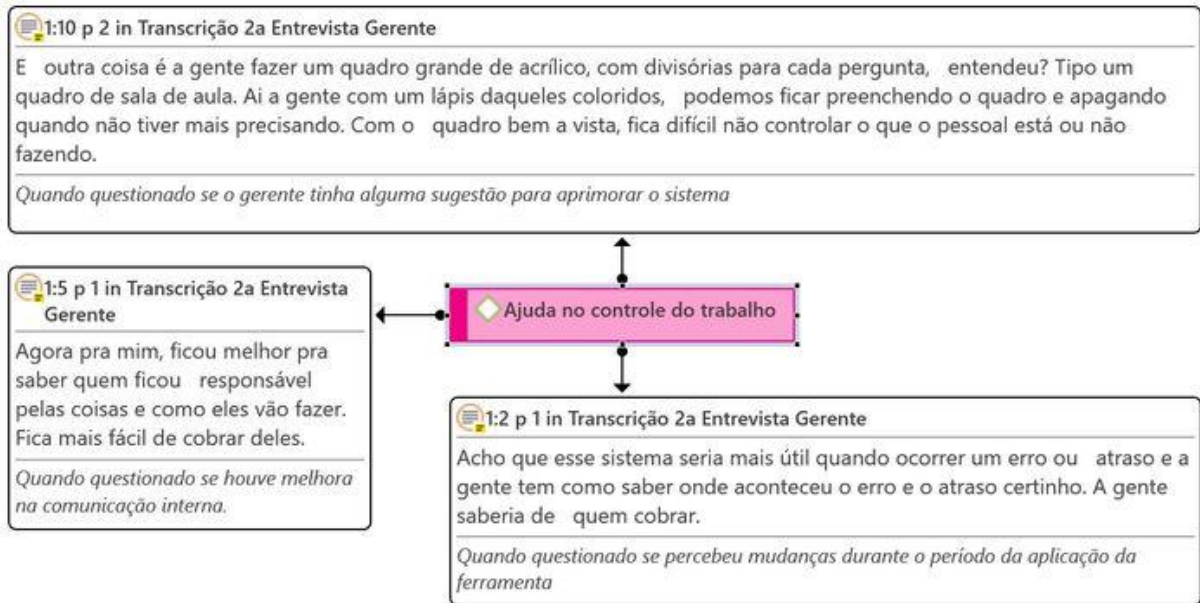 1:10 p 2 in Transcrição 2a Entrevista Gerente
E outra coisa é a gente fazer um quadro grande de acrílico, com divisórias para cada pergunta, entendeu? Tipo um
quadro de sala de aula. Ai a gente com um lápis daqueles coloridos, podemos ficar preenchendo o quadro e apagando
quando não tiver mais precisando. Com o quadro bem a vista, fica difícil não controlar o que o pessoal está ou não
fazendo.
Quando questionado se o gerente tinha alguma sugestão para aprimorar o sistema
1:5 p 1 in Transcrição 2a Entrevista
Gerente
Agora pra mim, ficou melhor pra
saber quem ficou responsável
pelas coisas e como eles vão fazer.
Fica mais fácil de cobrar deles.
Quando questionado se houve melhora
na comunicação interna.
Ajuda no controle do trabalho
1:2 p 1 in Transcrição 2a Entrevista Gerente
Acho que esse sistema seria mais útil quando ocorrer um erro ou atraso e a
gente tem como saber onde aconteceu o erro e o atraso certinho. A gente
saberia de quem cobrar.
Quando questionado se percebeu mudanças durante o período da aplicação da
ferramenta